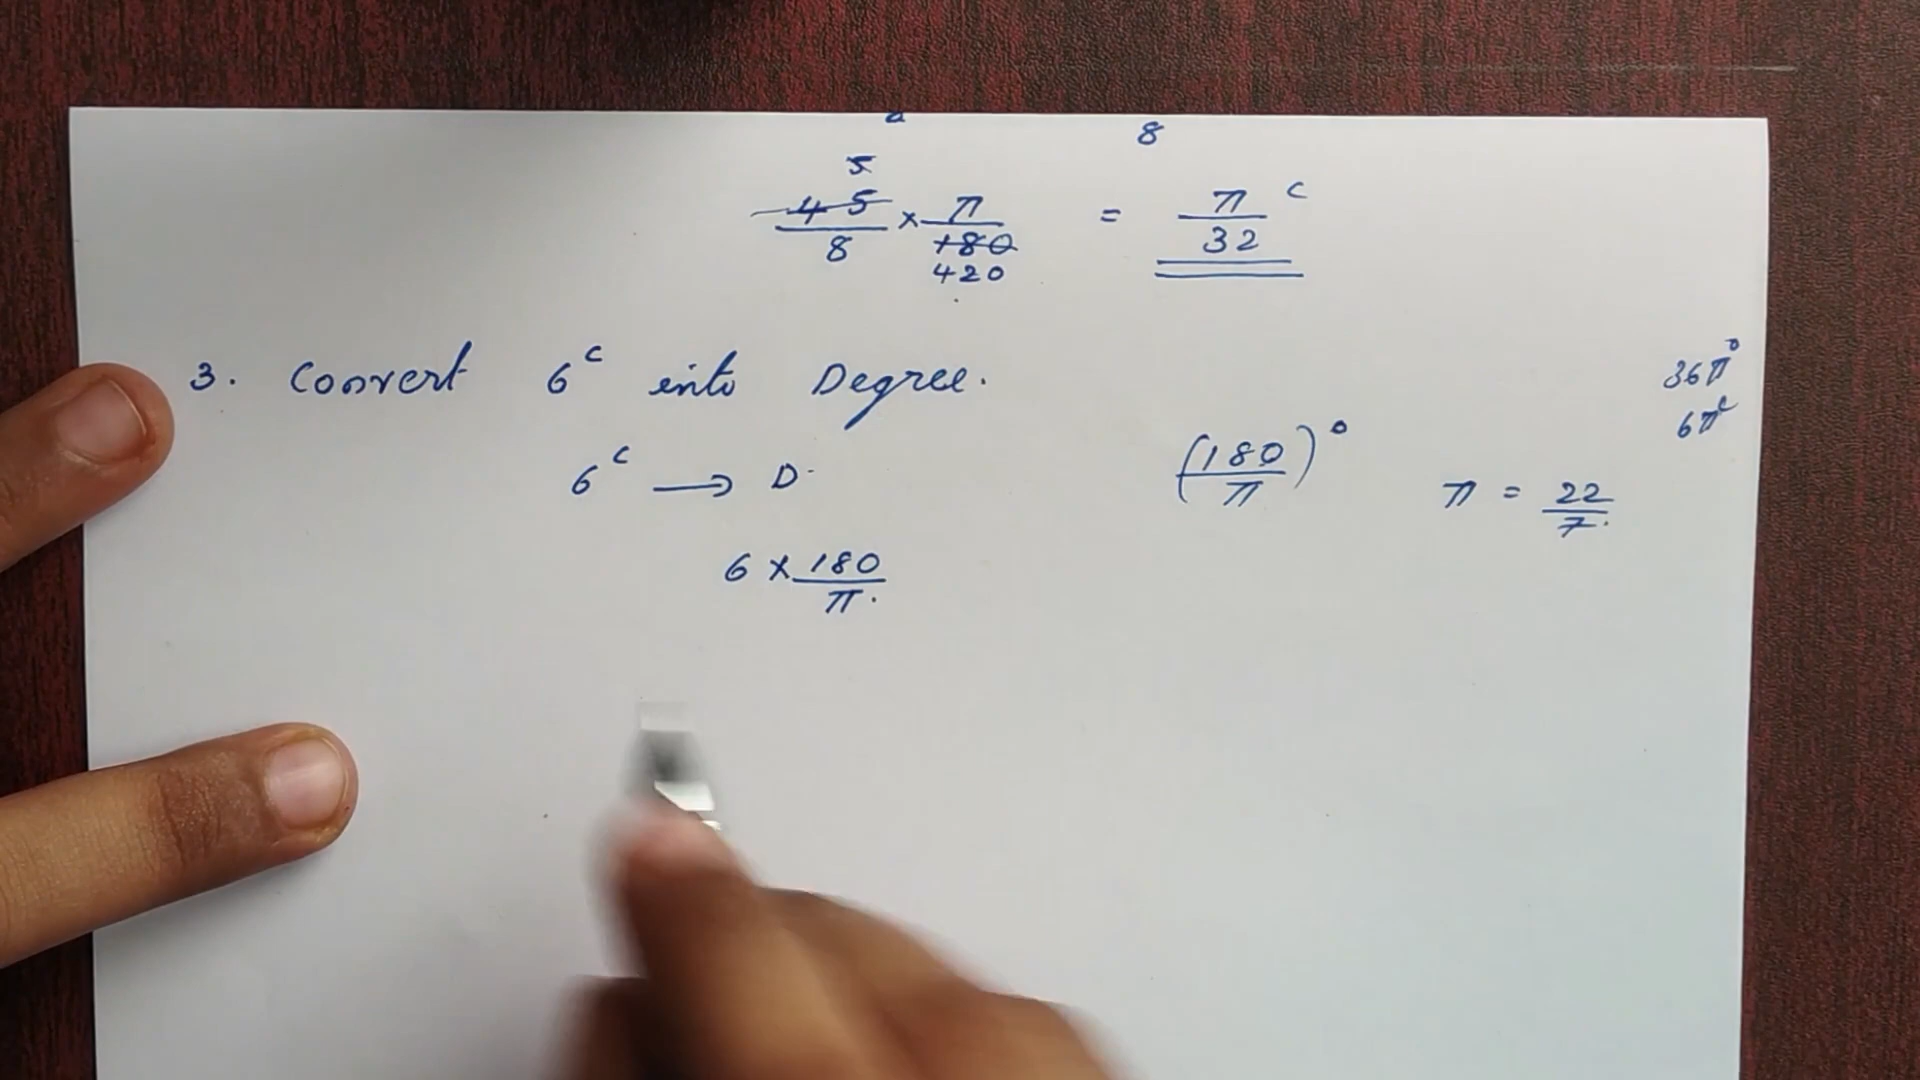 8
5
45/8 × π/180 = π/32 ᶜ
420
3. Convert 6ᶜ into Degree.
36π°
6πᶜ
6ᶜ → D.
(180/π)°
π = 22/7.
6 × 180/π.